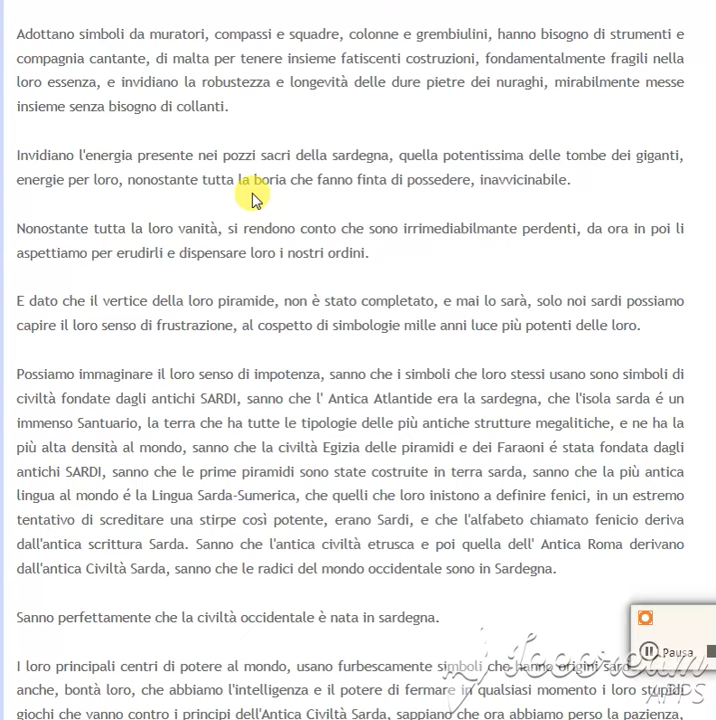 Adottano simboli da muratori, compassi e squadre, colonne e grembiulini, hanno bisogno di strumenti e
compagnia cantante, di malta per tenere insieme fatiscenti costruzioni, fondamentalmente fragili nella
loro essenza, e invidiano la robustezza e longevità delle dure pietre dei nuraghi, mirabilmente messe
insieme senza bisogno di collanti.
Invidiano l'energia presente nei pozzi sacri della sardegna, quella potentissima delle tombe dei giganti,
energie per loro, nonostante tutta la boria che fanno finta di possedere, inavvicinabile.
Nonostante tutta la loro vanità, si rendono conto che sono irrimediabilmante perdenti, da ora in poi li
aspettiamo per erudirli e dispensare loro i nostri ordini.
E dato che il vertice della loro piramide, non è stato completato, e mai lo sarà, solo noi sardi possiamo
capire il loro senso di frustrazione, al cospetto di simbologie mille anni luce più potenti delle loro.
Possiamo immaginare il loro senso di impotenza, sanno che i simboli che loro stessi usano sono simboli di
civiltà fondate dagli antichi SARDI, sanno che l' Antica Atlantide era la sardegna, che l'isola sarda é un
immenso Santuario, la terra che ha tutte le tipologie delle più antiche strutture megalitiche, e ne ha la
più alta densità al mondo, sanno che la civiltà Egizia delle piramidi e dei Faraoni é stata fondata dagli
antichi SARDI, sanno che le prime piramidi sono state costruite in terra sarda, sanno che la più antica
lingua al mondo é la Lingua Sarda-Sumerica, che quelli che loro inistono a definire fenici, in un estremo
tentativo di screditare una stirpe così potente, erano Sardi, e che l'alfabeto chiamato fenicio deriva
dall'antica scrittura Sarda. Sanno che l'antica civiltà etrusca e poi quella dell' Antica Roma derivano
dall'antica Civiltà Sarda, sanno che le radici del mondo occidentale sono in Sardegna.
Sanno perfettamente che la civiltà occidentale è nata in sardegna.
Pausa
I loro principali centri di potere al mondo, usano furbescamente simboli che hanno origini
anche, bontà loro, che abbiamo l'intelligenza e il potere di fermare in qualsiasi momento i loro stupidi
APPS
giochi che vanno contro i principi dell'Antica Civiltà Sarda, sappiano che ora abbiamo perso la pazienza.